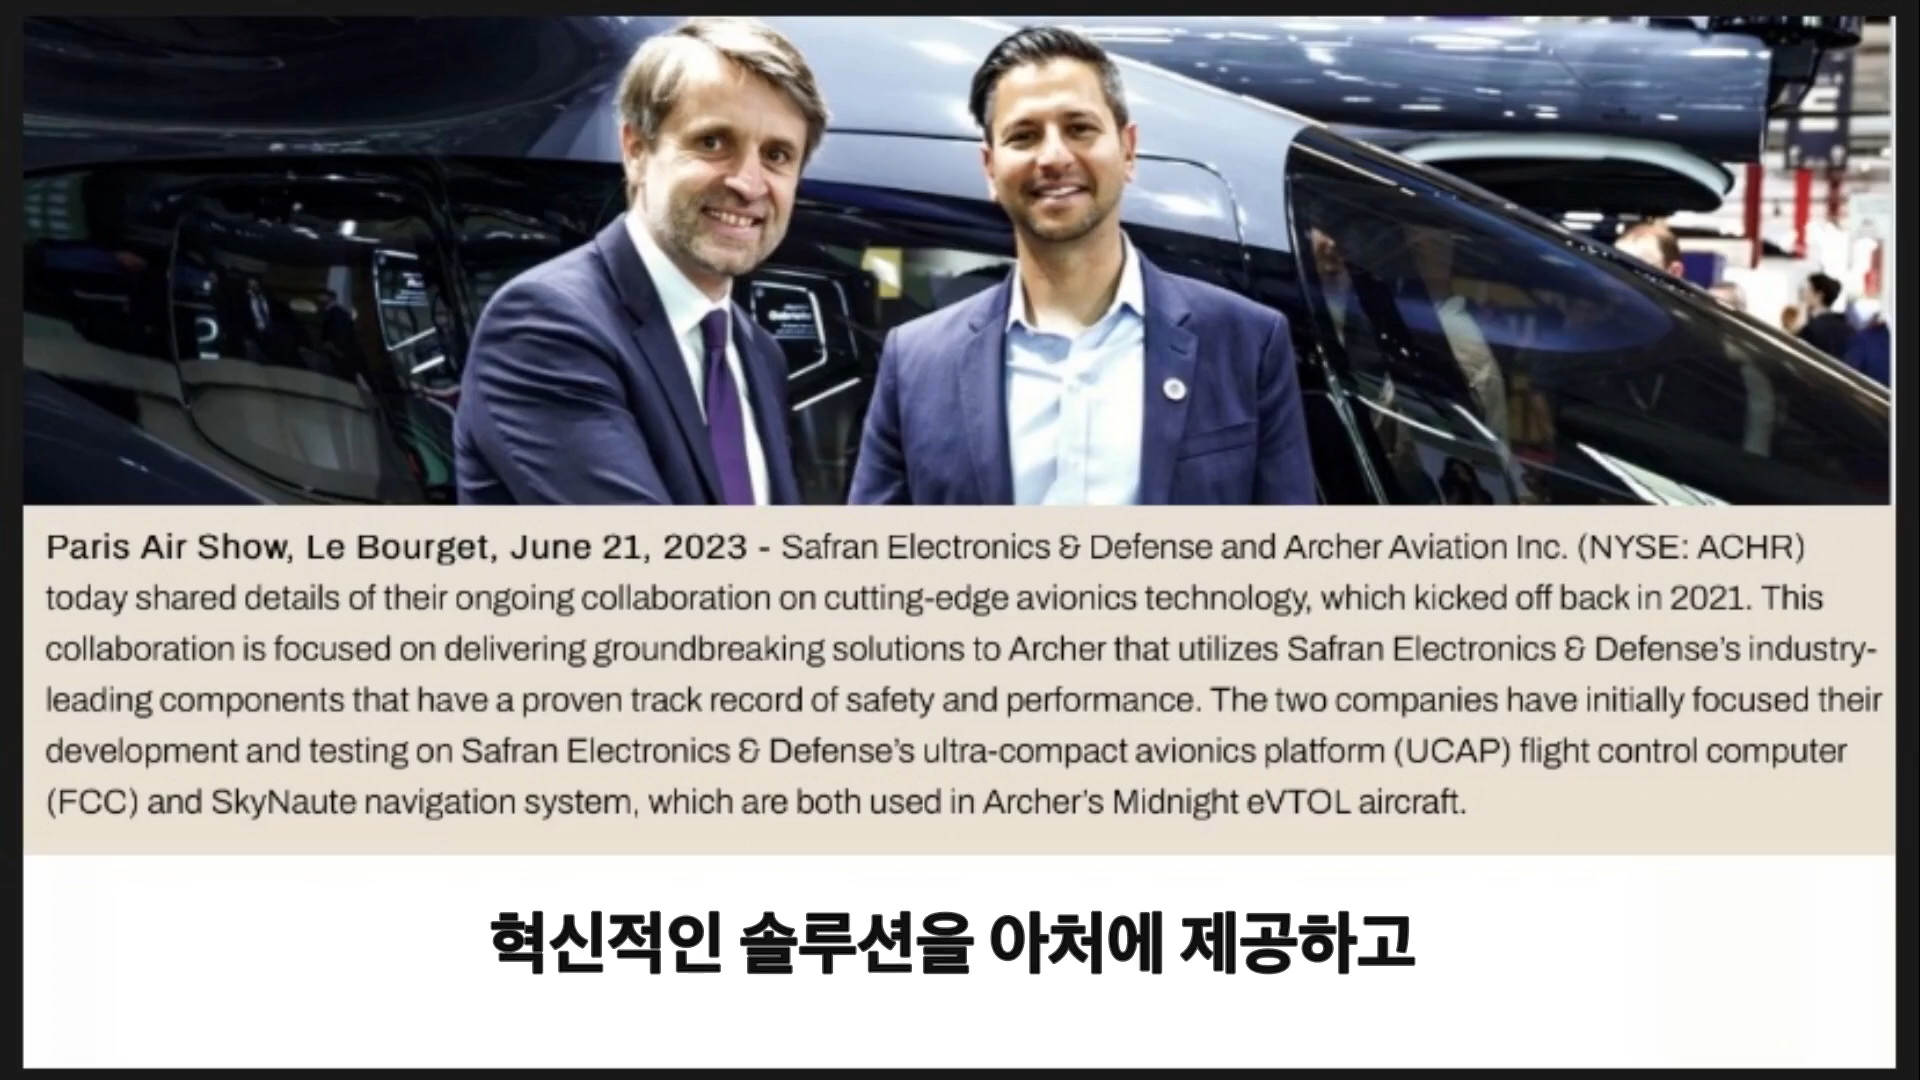 Paris Air Show, Le Bourget, June 21, 2023 - Safran Electronics & Defense and Archer Aviation Inc. (NYSE: ACHR)
today shared details of their ongoing collaboration on cutting-edge avionics technology, which kicked off back in 2021. This
collaboration is focused on delivering groundbreaking solutions to Archer that utilizes Safran Electronics & Defense’s industry-
leading components that have a proven track record of safety and performance. The two companies have initially focused their
development and testing on Safran Electronics & Defense’s ultra-compact avionics platform (UCAP) flight control computer
(FCC) and SkyNaute navigation system, which are both used in Archer’s Midnight eVTOL aircraft.
혁신적인 솔루션을 아처에 제공하고